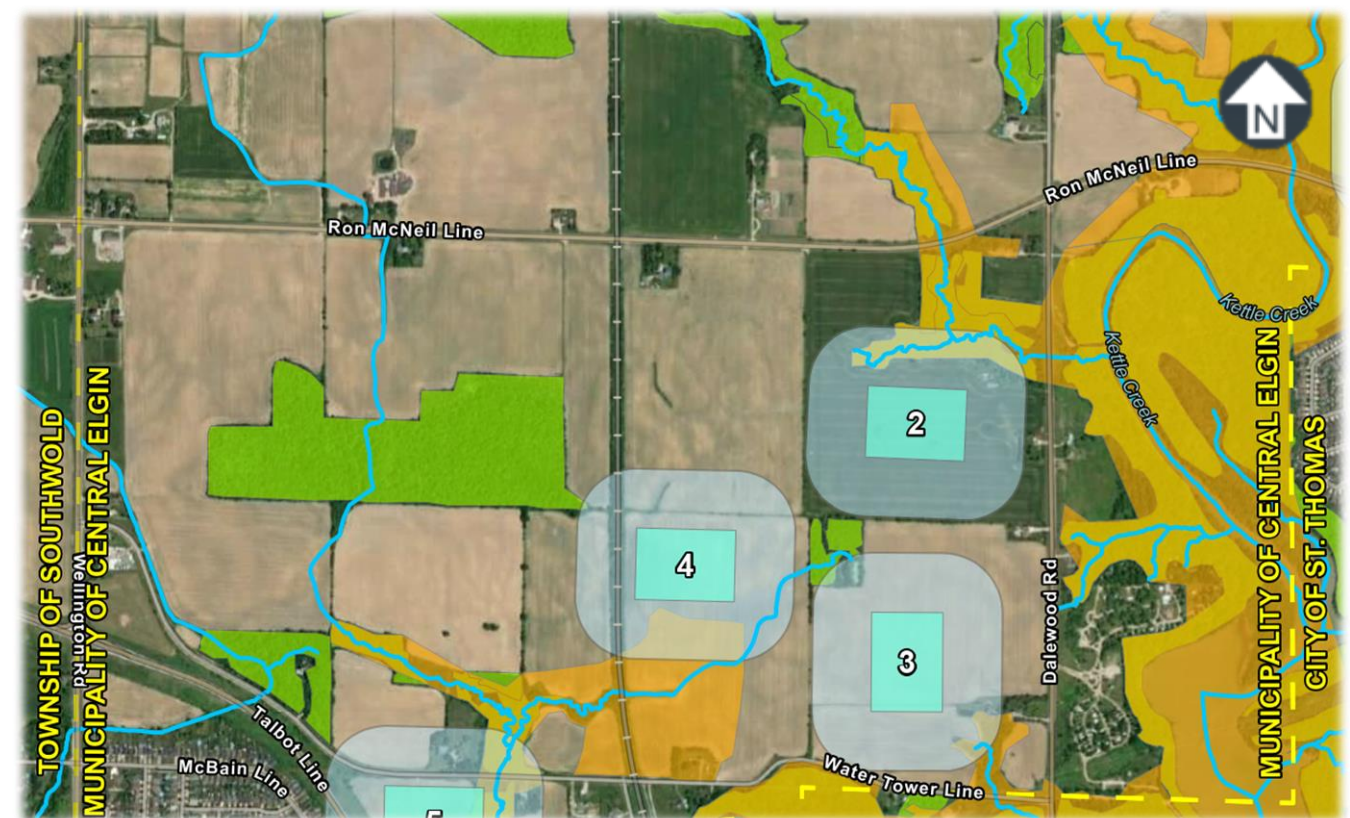 N
Ron McNeil Line
Ron McNeil Line
Kettle Creek
Kettle Creek
2
4
3
5
TOWNSHIP OF SOUTHWOLD
MUNICIPALITY OF CENTRAL ELGIN
Wellington Rd
Dalewood Rd
MUNICIPALITY OF CENTRAL ELGIN
CITY OF ST. THOMAS
Talbot Line
McBain Line
Water Tower Line